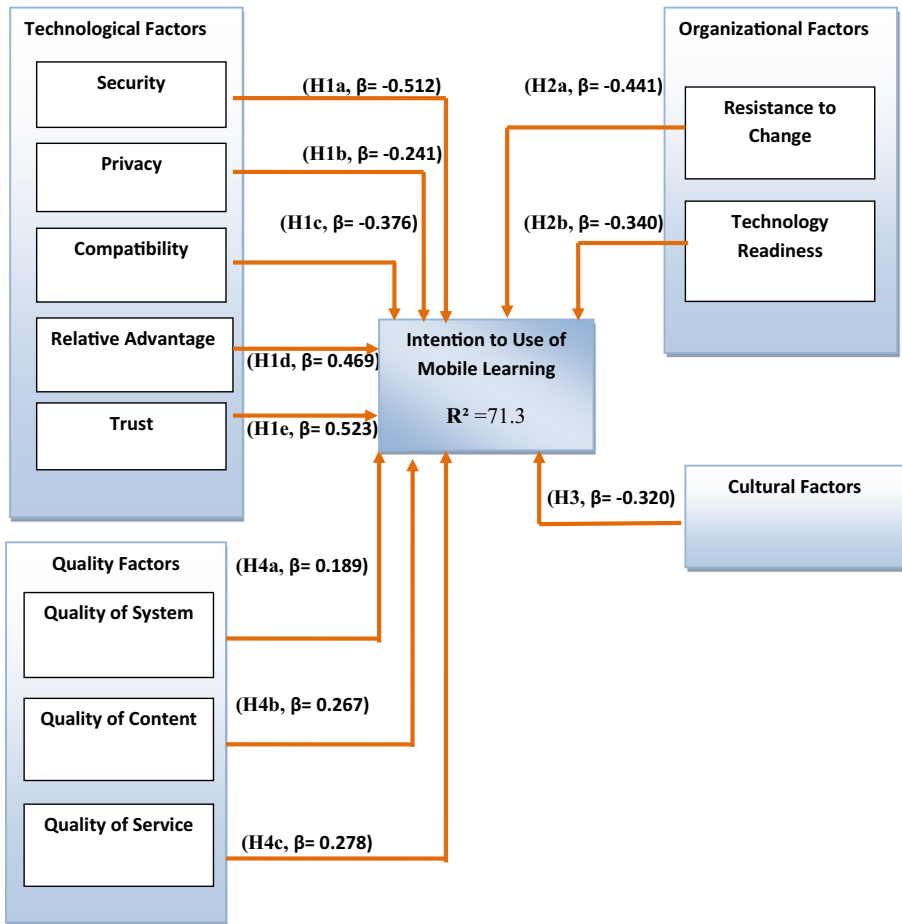 Technological Factors
Security
Privacy
Compatibility
Relative Advantage
Trust
(H1a, β= -0.512)
(H1b, β= -0.241)
(H1c, β= -0.376)
(H1d, β= 0.469)
(H1e, β= 0.523)
Organizational Factors
Resistance to
Change
Technology
Readiness
(H2a, β= -0.441)
(H2b, β= -0.340)
Intention to Use of
Mobile Learning
R² =71.3
Cultural Factors
(H3, β= -0.320)
Quality Factors
Quality of System
Quality of Content
Quality of Service
(H4a, β= 0.189)
(H4b, β= 0.267)
(H4c, β= 0.278)